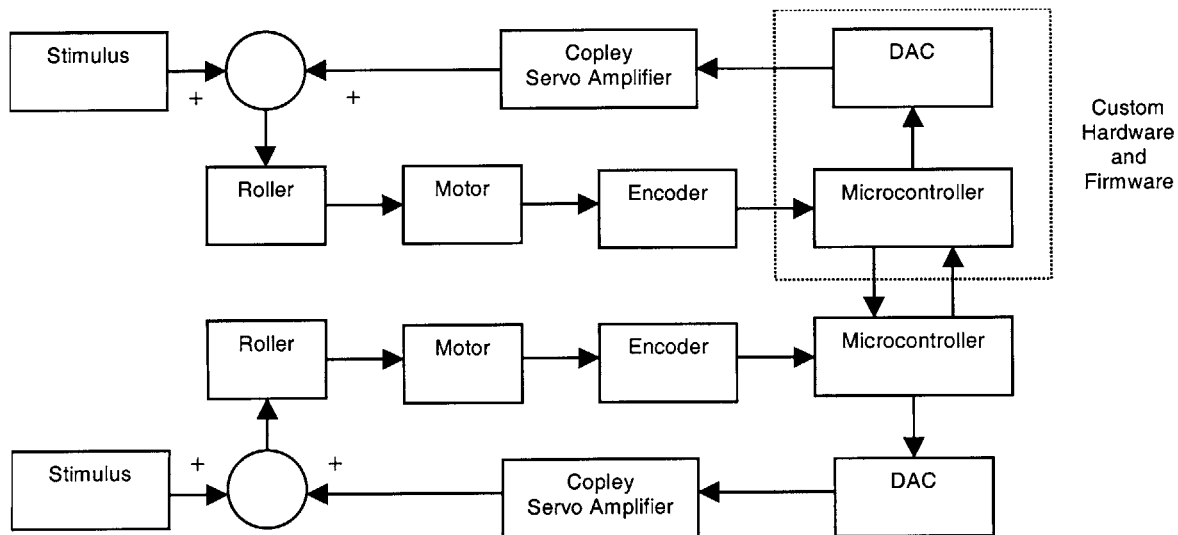 Stimulus
+
+
Copley
Servo Amplifier
DAC
Custom
Hardware
and
Firmware
Roller
Motor
Encoder
Microcontroller
Roller
Motor
Encoder
Microcontroller
Stimulus
+
+
Copley
Servo Amplifier
DAC